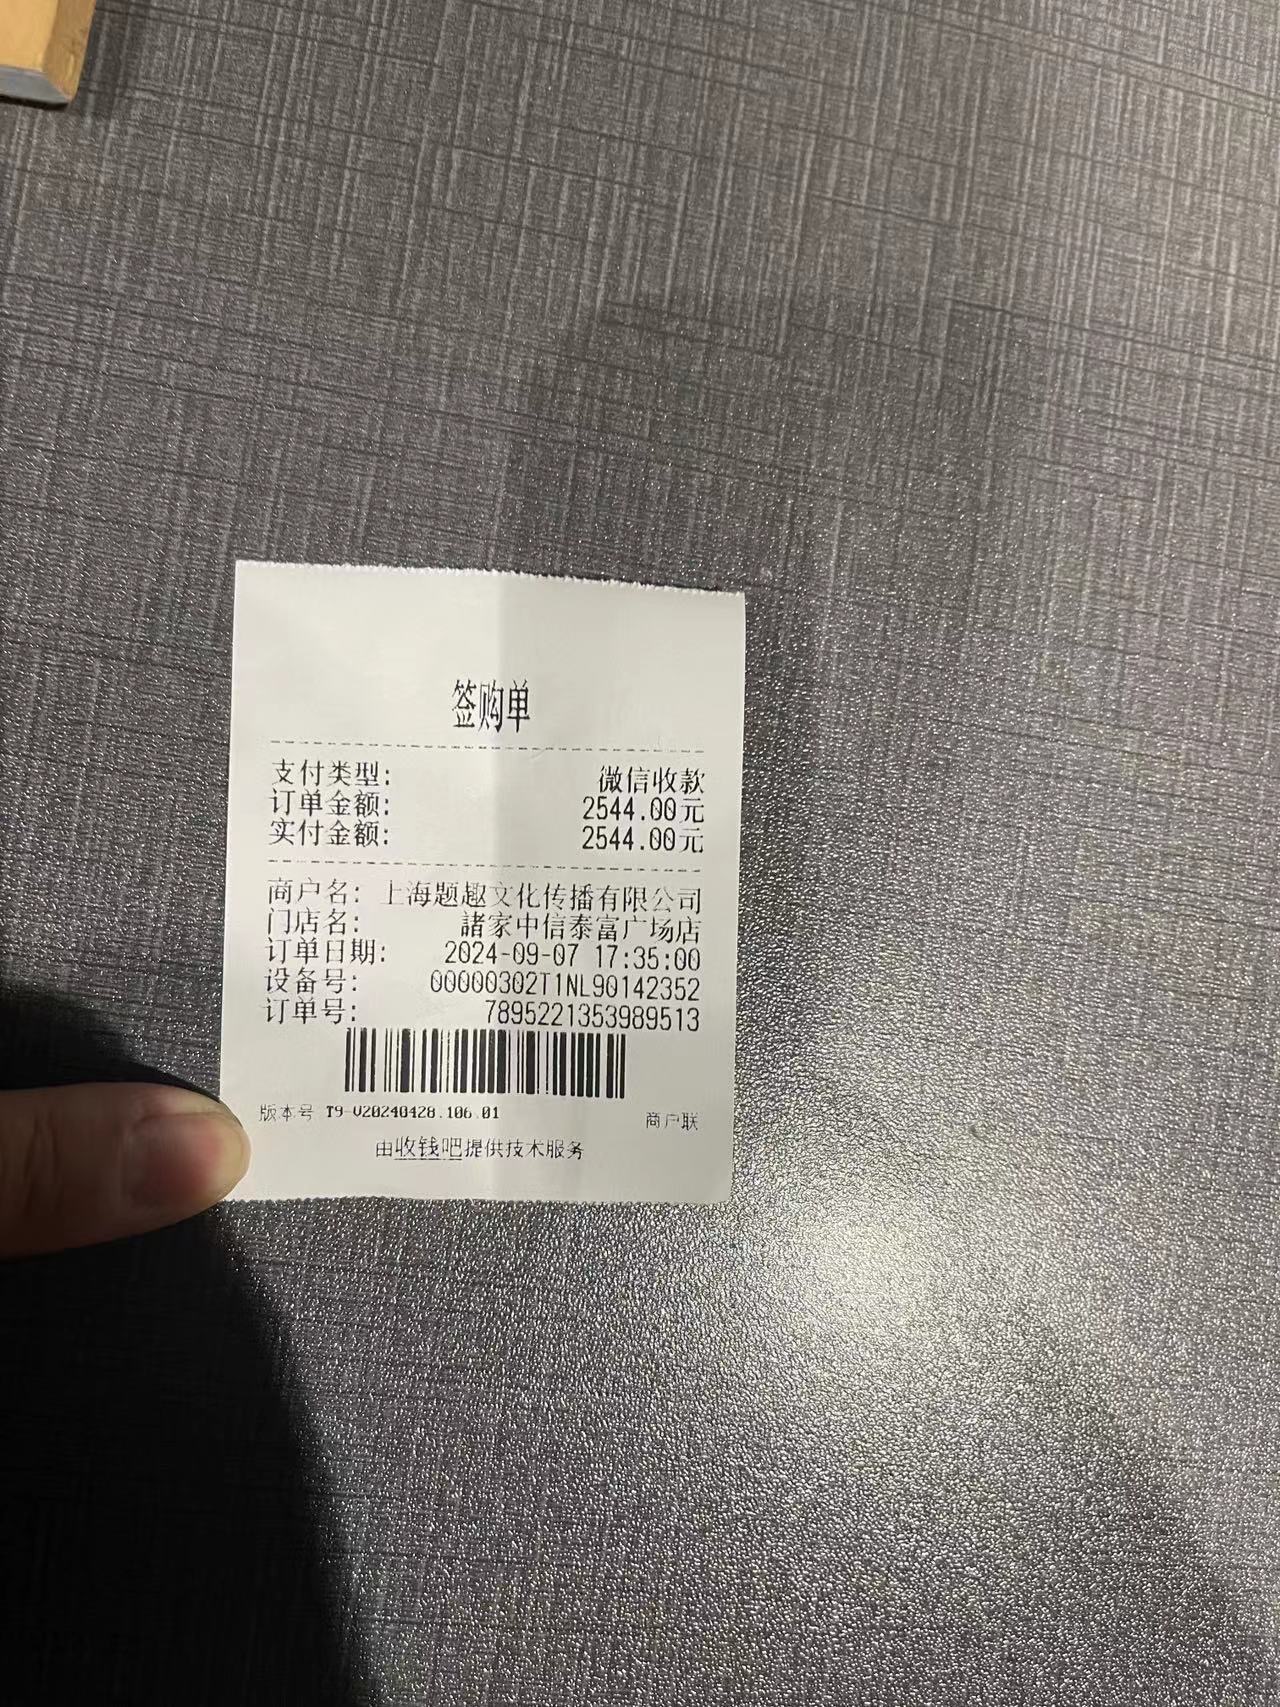 签购单
支付类型: 微信收款
订单金额: 2544.00元
实付金额: 2544.00元
商户名: 上海题趣文化传播有限公司
门店名: 諸家中信泰富广场店
订单日期: 2024-09-07 17:35:00
设备号: 00000302T1NL90142352
订单号: 7895221353989513
版本号 T9-V20240428.106.01 商户联
由收钱吧提供技术服务